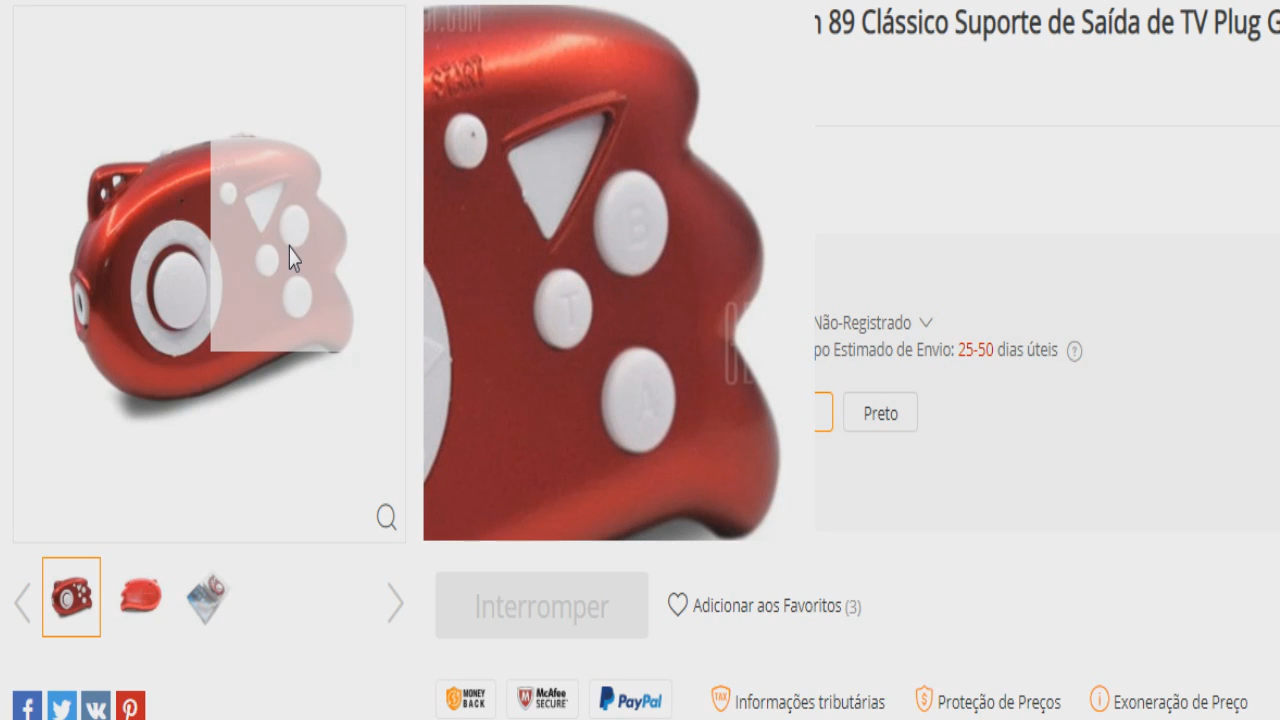 89 Clássico Suporte de Saída de TV Plug
START
B
T
A
Não-Registrado
Estimado de Envio: 25-50 dias úteis ?
Preto
Interromper
Adicionar aos Favoritos (3)
MONEY
BACK
McAfee
SECURE
PayPal
TAX Informações tributárias
$ Proteção de Preços
i Exoneração de Preço